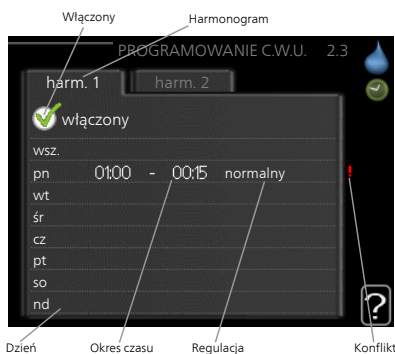 Włączony
Harmonogram
PROGRAMOWANIE C.W.U. 2.3
harm. 1 harm. 2
włączony
wsz.
pn 01:00 - 00:15 normalny !
wt
śr
cz
pt
so
nd
?
Dzień Okres czasu Regulacja Konflikt